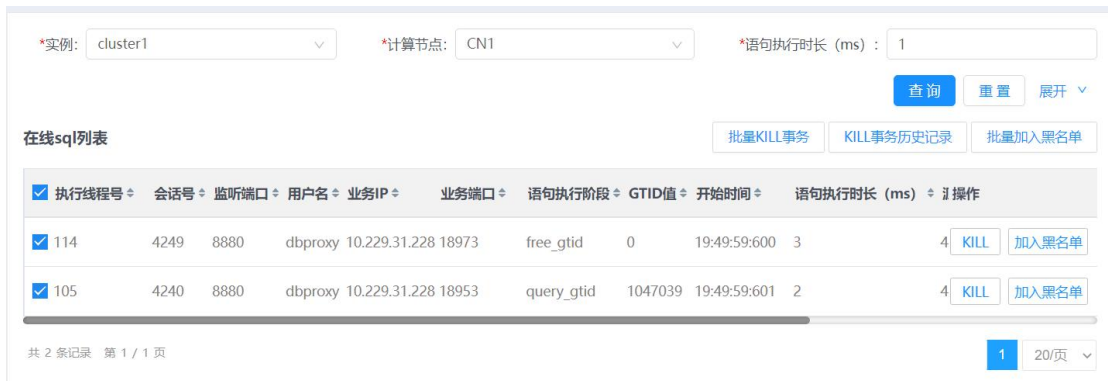 *实例: cluster1 *计算节点: CN1 *语句执行时长 (ms) : 1
查 询 重 置 展开
在线sql列表 批量KILL事务 KILL事务历史记录 批量加入黑名单
执行线程号 会话号 监听端口 用户名 业务IP 业务端口 语句执行阶段 GTID值 开始时间 语句执行时长 (ms) 操作
114 4249 8880 dbproxy 10.229.31.228 18973 free_gtid 0 19:49:59:600 3 4 KILL 加入黑名单
105 4240 8880 dbproxy 10.229.31.228 18953 query_gtid 1047039 19:49:59:601 2 4 KILL 加入黑名单
共 2 条记录 第 1 / 1 页 1 20/页